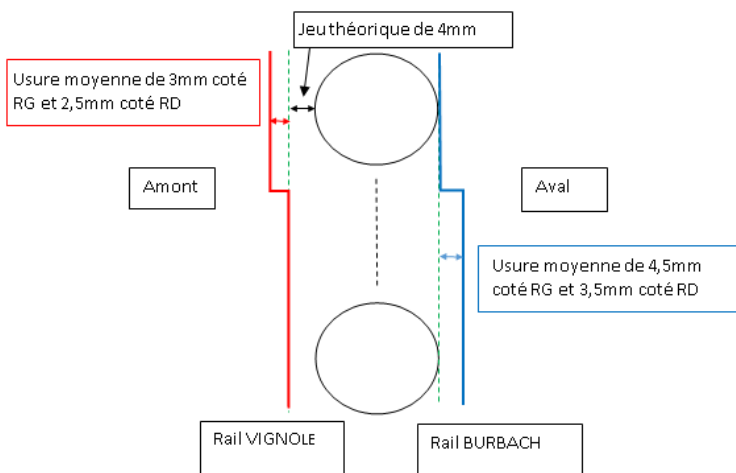 Jeu théorique de 4mm
Usure moyenne de 3mm coté
RG et 2,5mm coté RD
Amont
Aval
Usure moyenne de 4,5mm
coté RG et 3,5mm coté RD
Rail VIGNOLE
Rail BURBACH